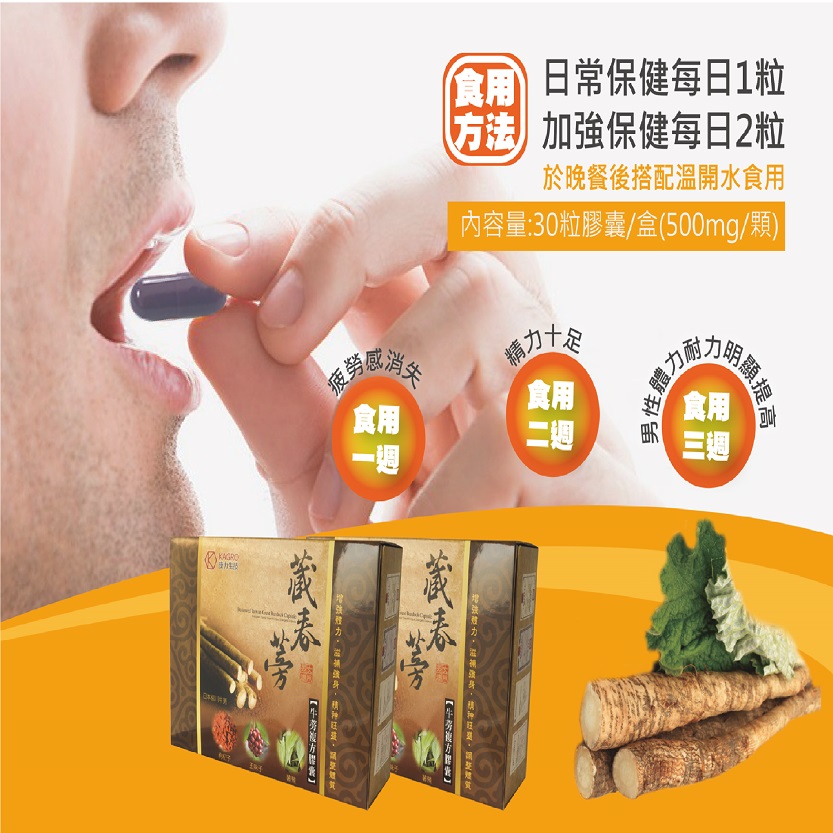 食用
方法
日常保健每日1粒
加強保健每日2粒
於晚餐後搭配溫開水食用
內容量:30粒膠囊/盒(500mg/顆)
疲勞感消失
食用
一週
精力十足
食用
二週
男性體力耐力明顯提高
食用
三週
KAGRO
藏春蒡
增強體力．滋補強身．精神旺盛．調整體質
【牛蒡複方膠囊】
藏春蒡
增強體力．滋補強身．精神旺盛．調整體質
【牛蒡複方膠囊】